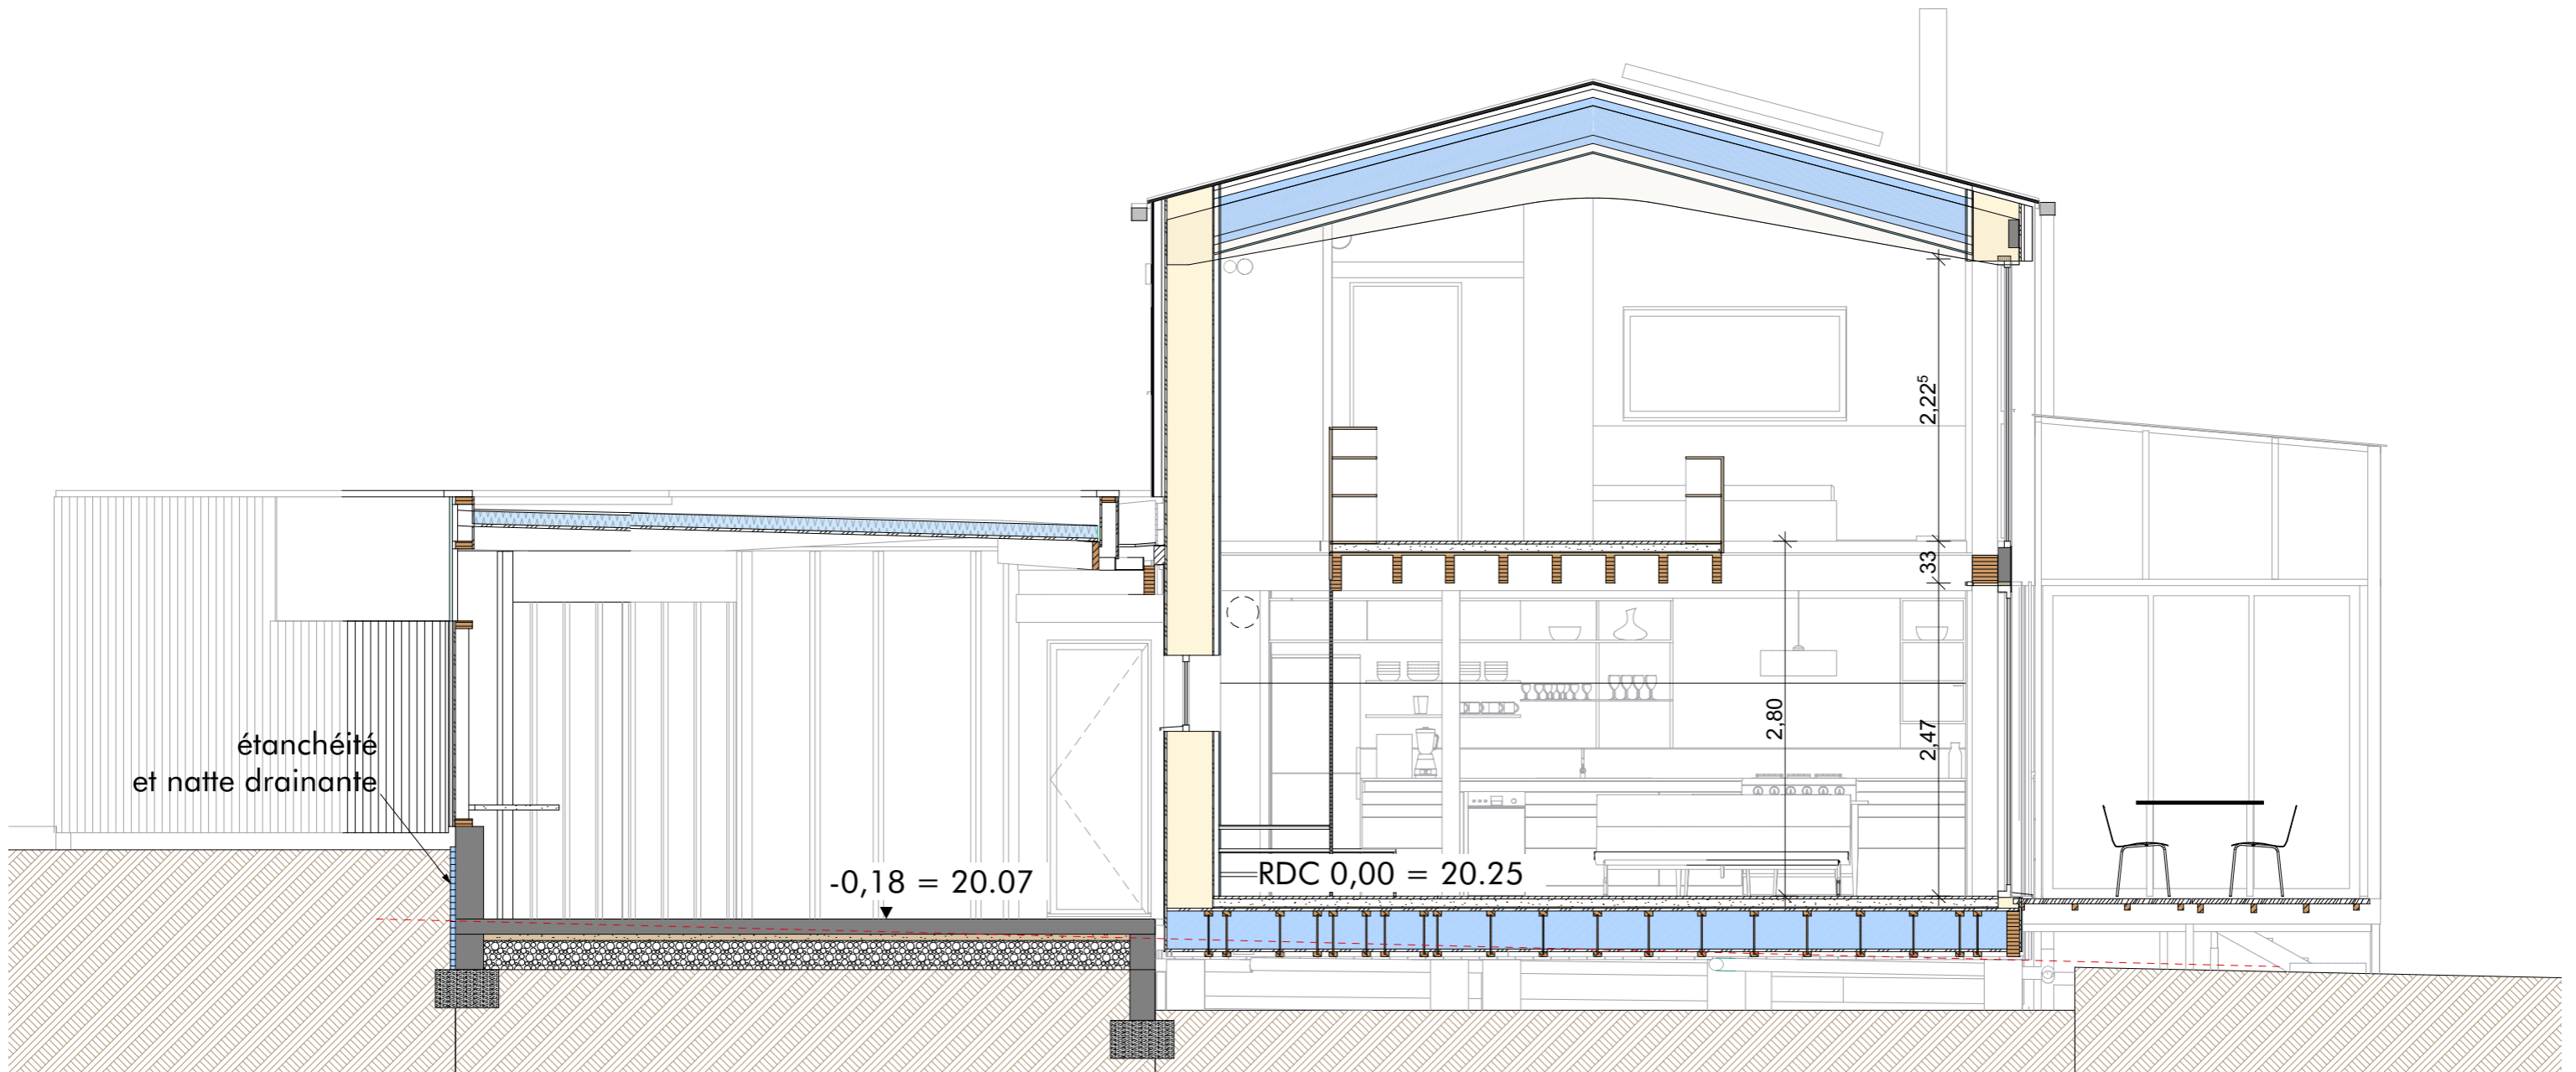 2,22⁵
33
étanchéité
et natte drainante
2,80
2,47
-0,18 = 20.07
RDC 0,00 = 20.25